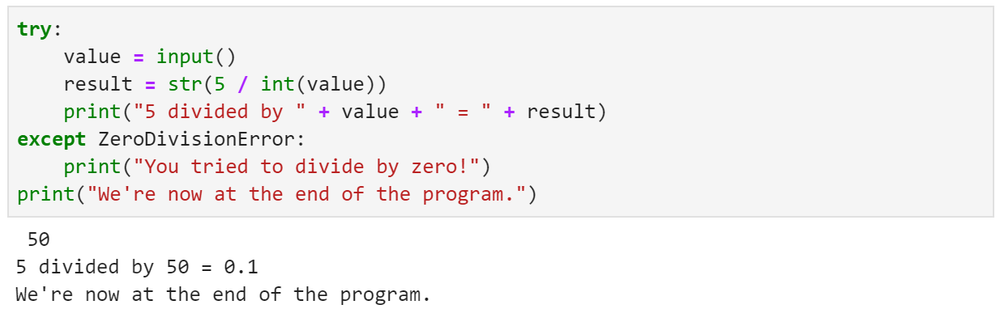 try:
    value = input()
    result = str(5 / int(value))
    print("5 divided by " + value + " = " + result)
except ZeroDivisionError:
    print("You tried to divide by zero!")
print("We're now at the end of the program.")
50
5 divided by 50 = 0.1
We're now at the end of the program.